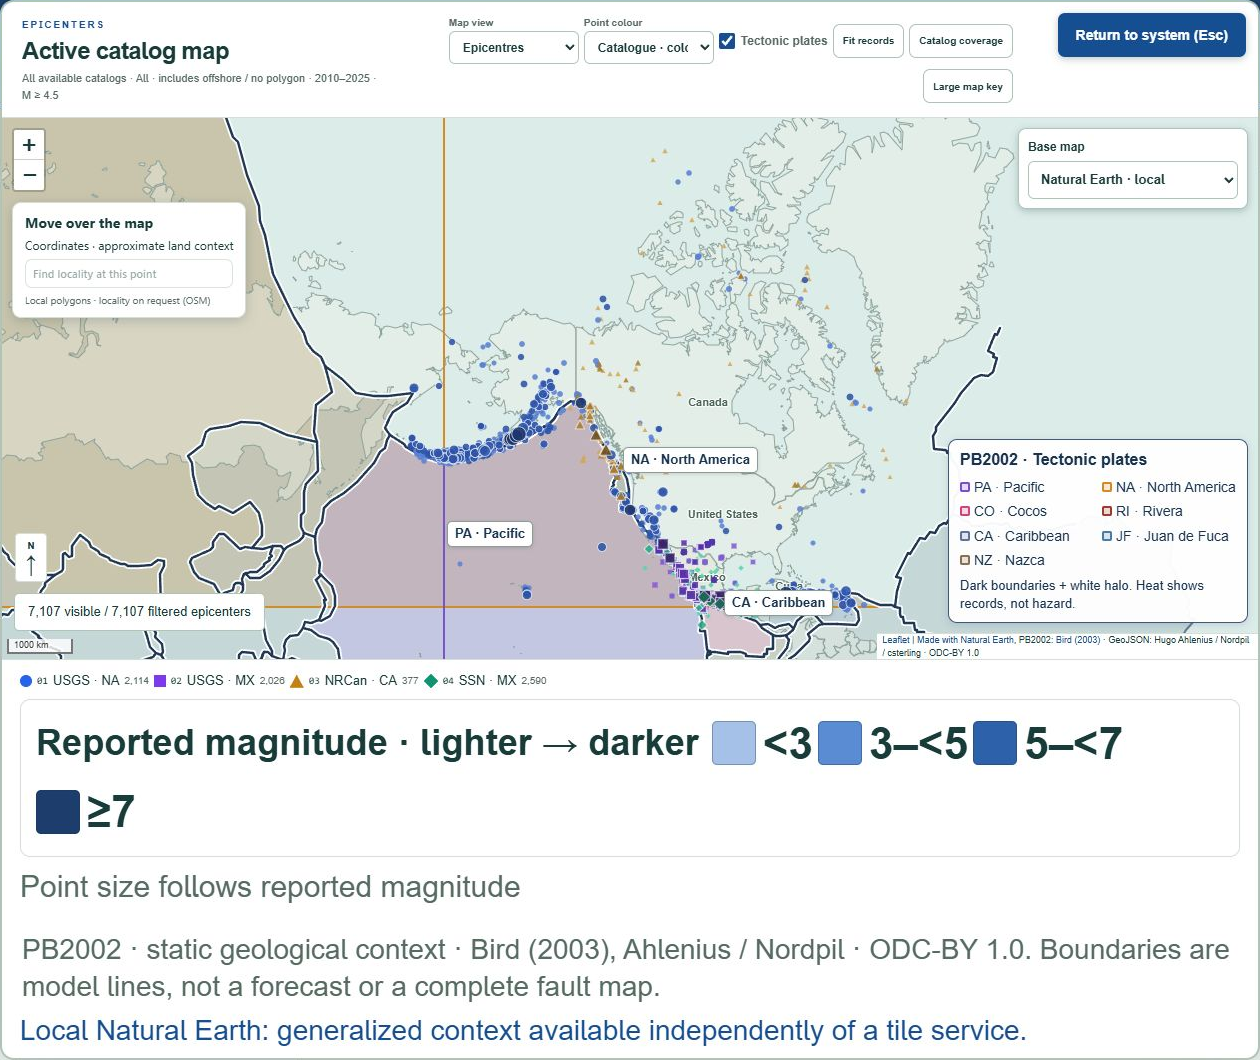 EPICENTERS
Active catalog map
All available catalogs · All · includes offshore / no polygon · 2010–2025 ·
M ≥ 4.5
Map view
Epicentres
Point colour
Catalogue · colo
Tectonic plates
Fit records
Catalog coverage
Large map key
Return to system (Esc)
+
−
Move over the map
Coordinates · approximate land context
Find locality at this point
Local polygons · locality on request (OSM)
Base map
Natural Earth · local
Canada
NA · North America
United States
PA · Pacific
Mexico
Cuba
CA · Caribbean
PB2002 · Tectonic plates
PA · Pacific
NA · North America
CO · Cocos
RI · Rivera
CA · Caribbean
JF · Juan de Fuca
NZ · Nazca
Dark boundaries + white halo. Heat shows
records, not hazard.
N
↑
7,107 visible / 7,107 filtered epicenters
1000 km
Leaflet | Made with Natural Earth, PB2002: Bird (2003) · GeoJSON: Hugo Ahlenius / Nordpil
/ csterling · ODC-BY 1.0
01 USGS · NA 2,114 02 USGS · MX 2,026 03 NRCan · CA 377 04 SSN · MX 2,590
Reported magnitude · lighter → darker <3 3–<5 5–<7
≥7
Point size follows reported magnitude
PB2002 · static geological context · Bird (2003), Ahlenius / Nordpil · ODC-BY 1.0. Boundaries are
model lines, not a forecast or a complete fault map.
Local Natural Earth: generalized context available independently of a tile service.